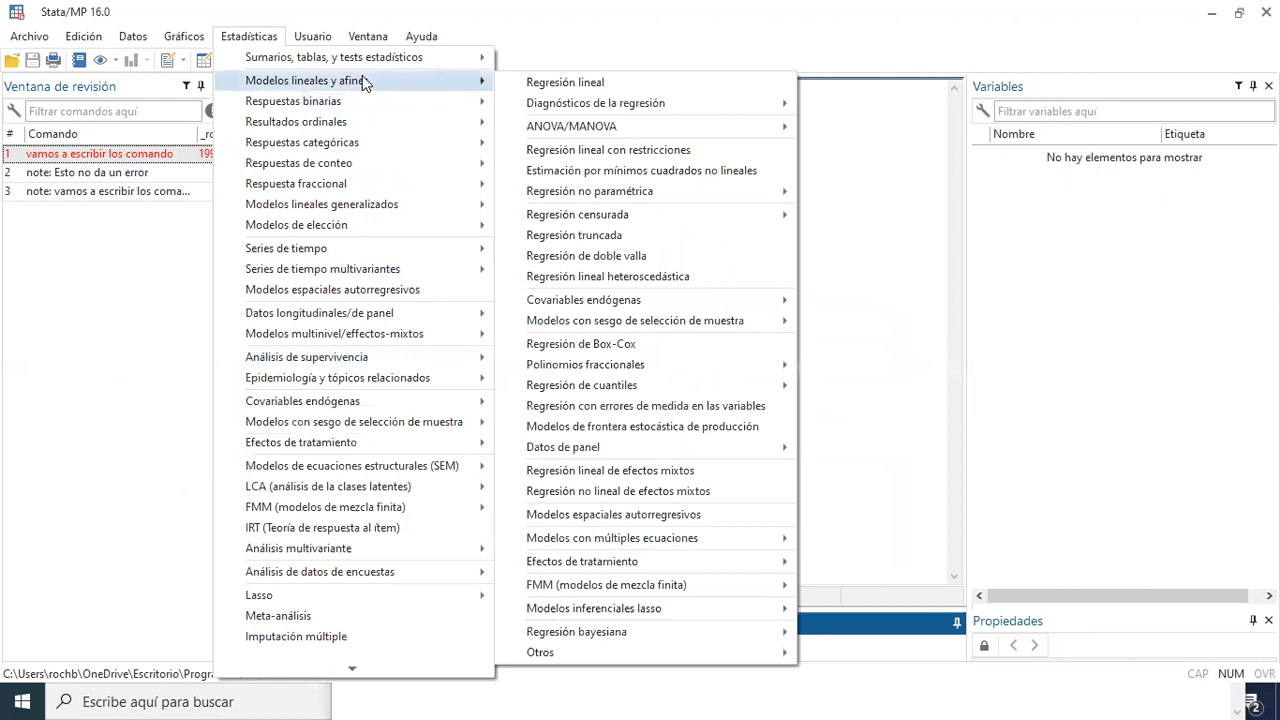 Stata/MP 16.0
Archivo Edición Datos Gráficos Estadísticas Usuario Ventana Ayuda
Ventana de revisión
Filtrar comandos aquí
# Comando _rc
1 vamos a escribir los comando 199
2 note: Esto no da un error
3 note: vamos a escribir los coma...
Sumarios, tablas, y tests estadísticos
Modelos lineales y afine
Respuestas binarias
Resultados ordinales
Respuestas categóricas
Respuestas de conteo
Respuesta fraccional
Modelos lineales generalizados
Modelos de elección
Series de tiempo
Series de tiempo multivariantes
Modelos espaciales autorregresivos
Datos longitudinales/de panel
Modelos multinivel/effectos-mixtos
Análisis de supervivencia
Epidemiología y tópicos relacionados
Covariables endógenas
Modelos con sesgo de selección de muestra
Efectos de tratamiento
Modelos de ecuaciones estructurales (SEM)
LCA (análisis de la clases latentes)
FMM (modelos de mezcla finita)
IRT (Teoría de respuesta al ítem)
Análisis multivariante
Análisis de datos de encuestas
Lasso
Meta-análisis
Imputación múltiple
Regresión lineal
Diagnósticos de la regresión
ANOVA/MANOVA
Regresión lineal con restricciones
Estimación por mínimos cuadrados no lineales
Regresión no paramétrica
Regresión censurada
Regresión truncada
Regresión de doble valla
Regresión lineal heteroscedástica
Covariables endógenas
Modelos con sesgo de selección de muestra
Regresión de Box-Cox
Polinomios fraccionales
Regresión de cuantiles
Regresión con errores de medida en las variables
Modelos de frontera estocástica de producción
Datos de panel
Regresión lineal de efectos mixtos
Regresión no lineal de efectos mixtos
Modelos espaciales autorregresivos
Modelos con múltiples ecuaciones
Efectos de tratamiento
FMM (modelos de mezcla finita)
Modelos inferenciales lasso
Regresión bayesiana
Otros
Variables
Filtrar variables aquí
Nombre Etiqueta
No hay elementos para mostrar
Propiedades
C:\Users\rochb\OneDrive\Escritorio\Progr
CAP NUM OVR
Escribe aquí para buscar
2